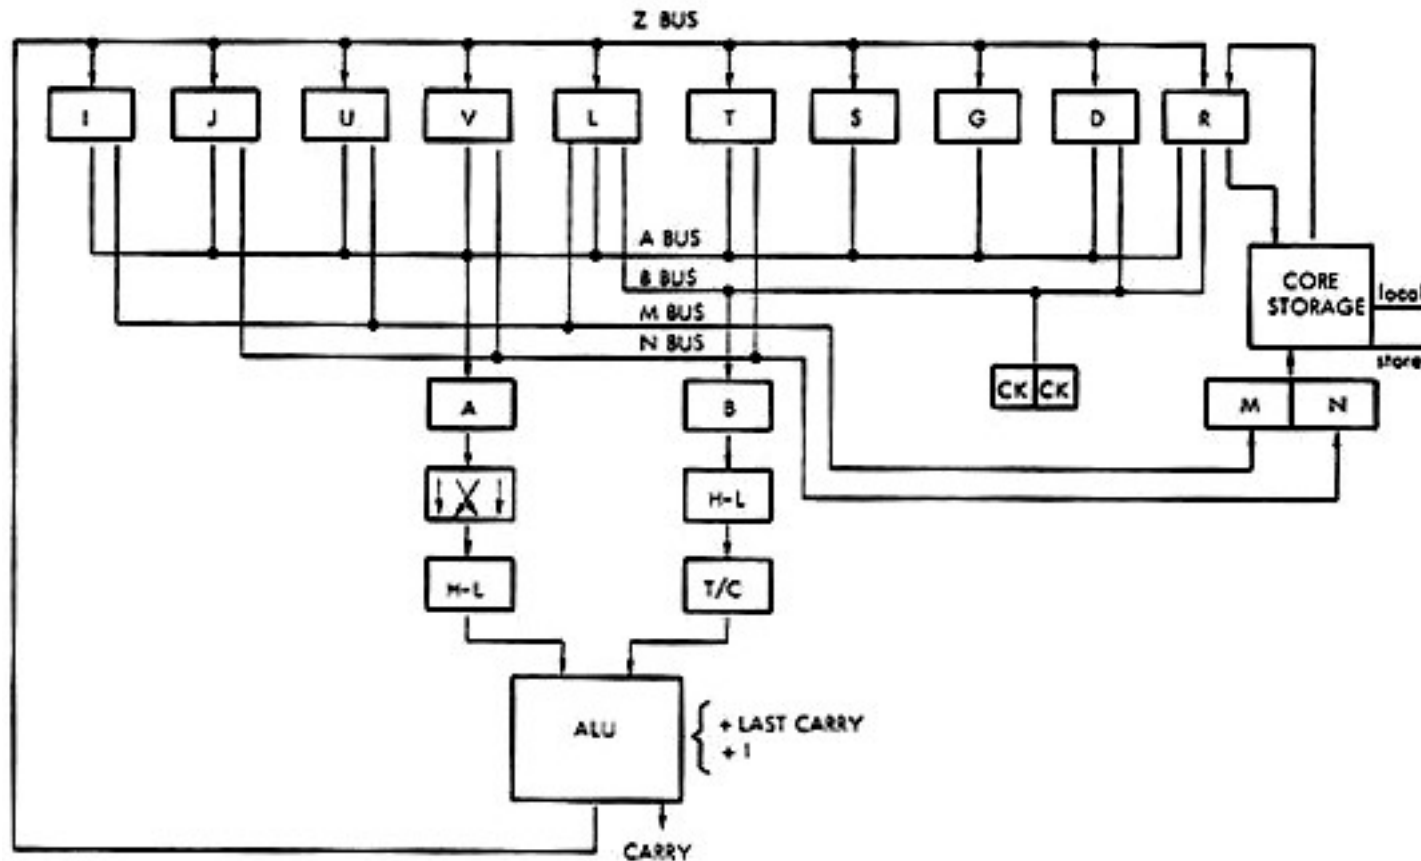 Z BUS
I J U V L T S G D R
A BUS
B BUS
M BUS
N BUS
CORE
STORAGE
local
store
CK CK
A B M N
H-L
H-L T/C
ALU
+ LAST CARRY
+ 1
CARRY